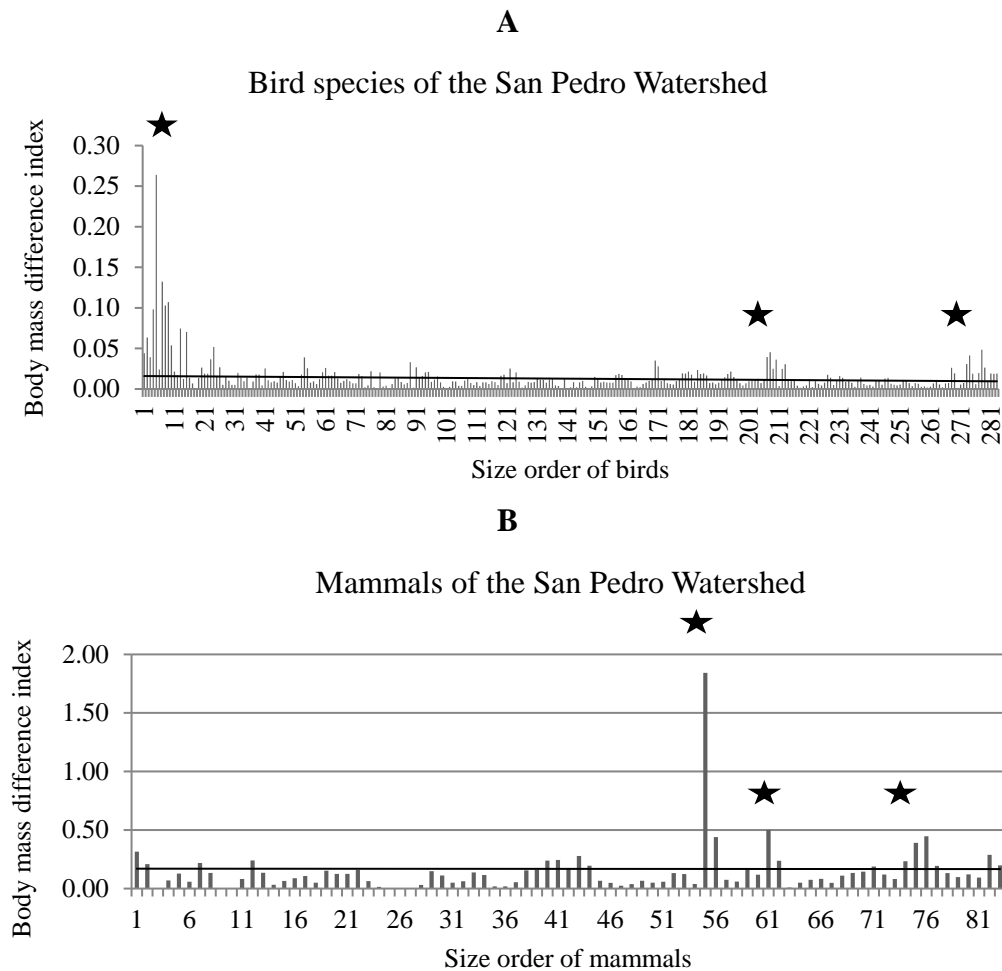 A
Bird species of the San Pedro Watershed
Body mass difference index
0.30
0.25
0.20
0.15
0.10
0.05
0.00
1 11 21 31 41 51 61 71 81 91 101 111 121 131 141 151 161 171 181 191 201 211 221 231 241 251 261 271 281
Size order of birds
B
Mammals of the San Pedro Watershed
Body mass difference index
2.00
1.50
1.00
0.50
0.00
1 6 11 16 21 26 31 36 41 46 51 56 61 66 71 76 81
Size order of mammals